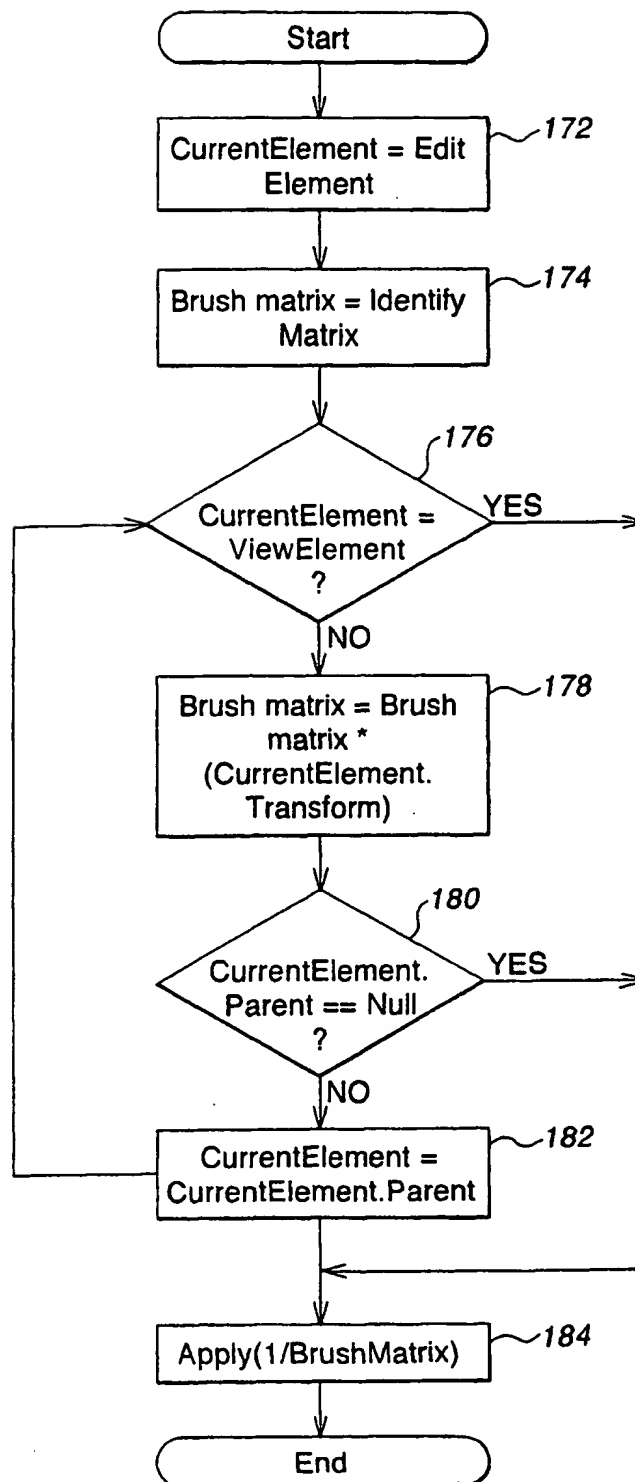 Start
172
CurrentElement = Edit
Element
174
Brush matrix = Identify
Matrix
176
CurrentElement =
ViewElement
?
YES
NO
178
Brush matrix = Brush
matrix *
(CurrentElement.
Transform)
180
CurrentElement.
Parent == Null
?
YES
NO
182
CurrentElement =
CurrentElement.Parent
184
Apply(1/BrushMatrix)
End